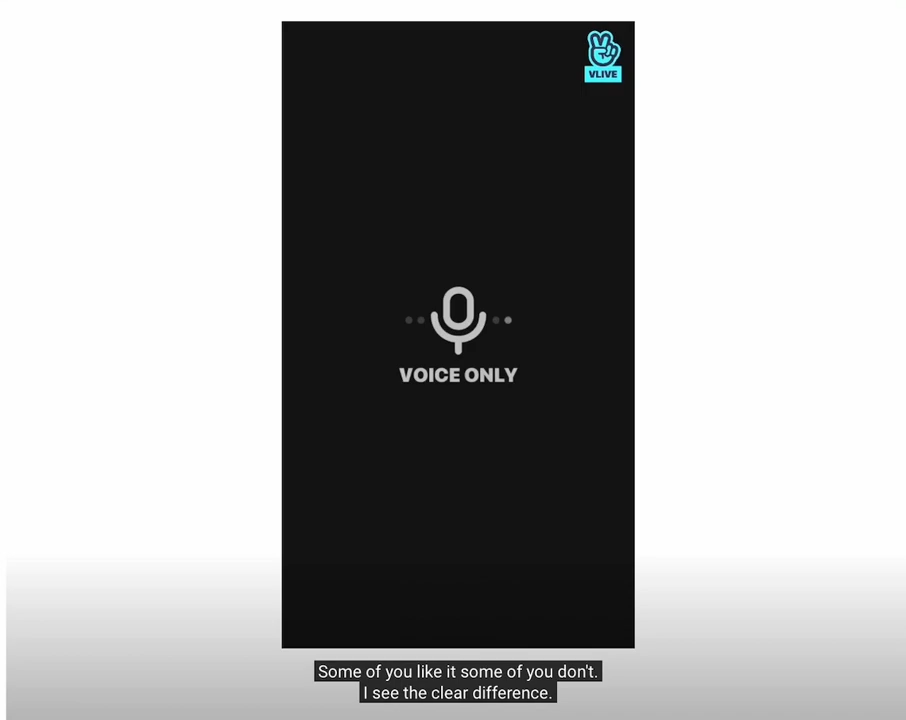 VLIVE
VOICE ONLY
Some of you like it some of you don't.
I see the clear difference.